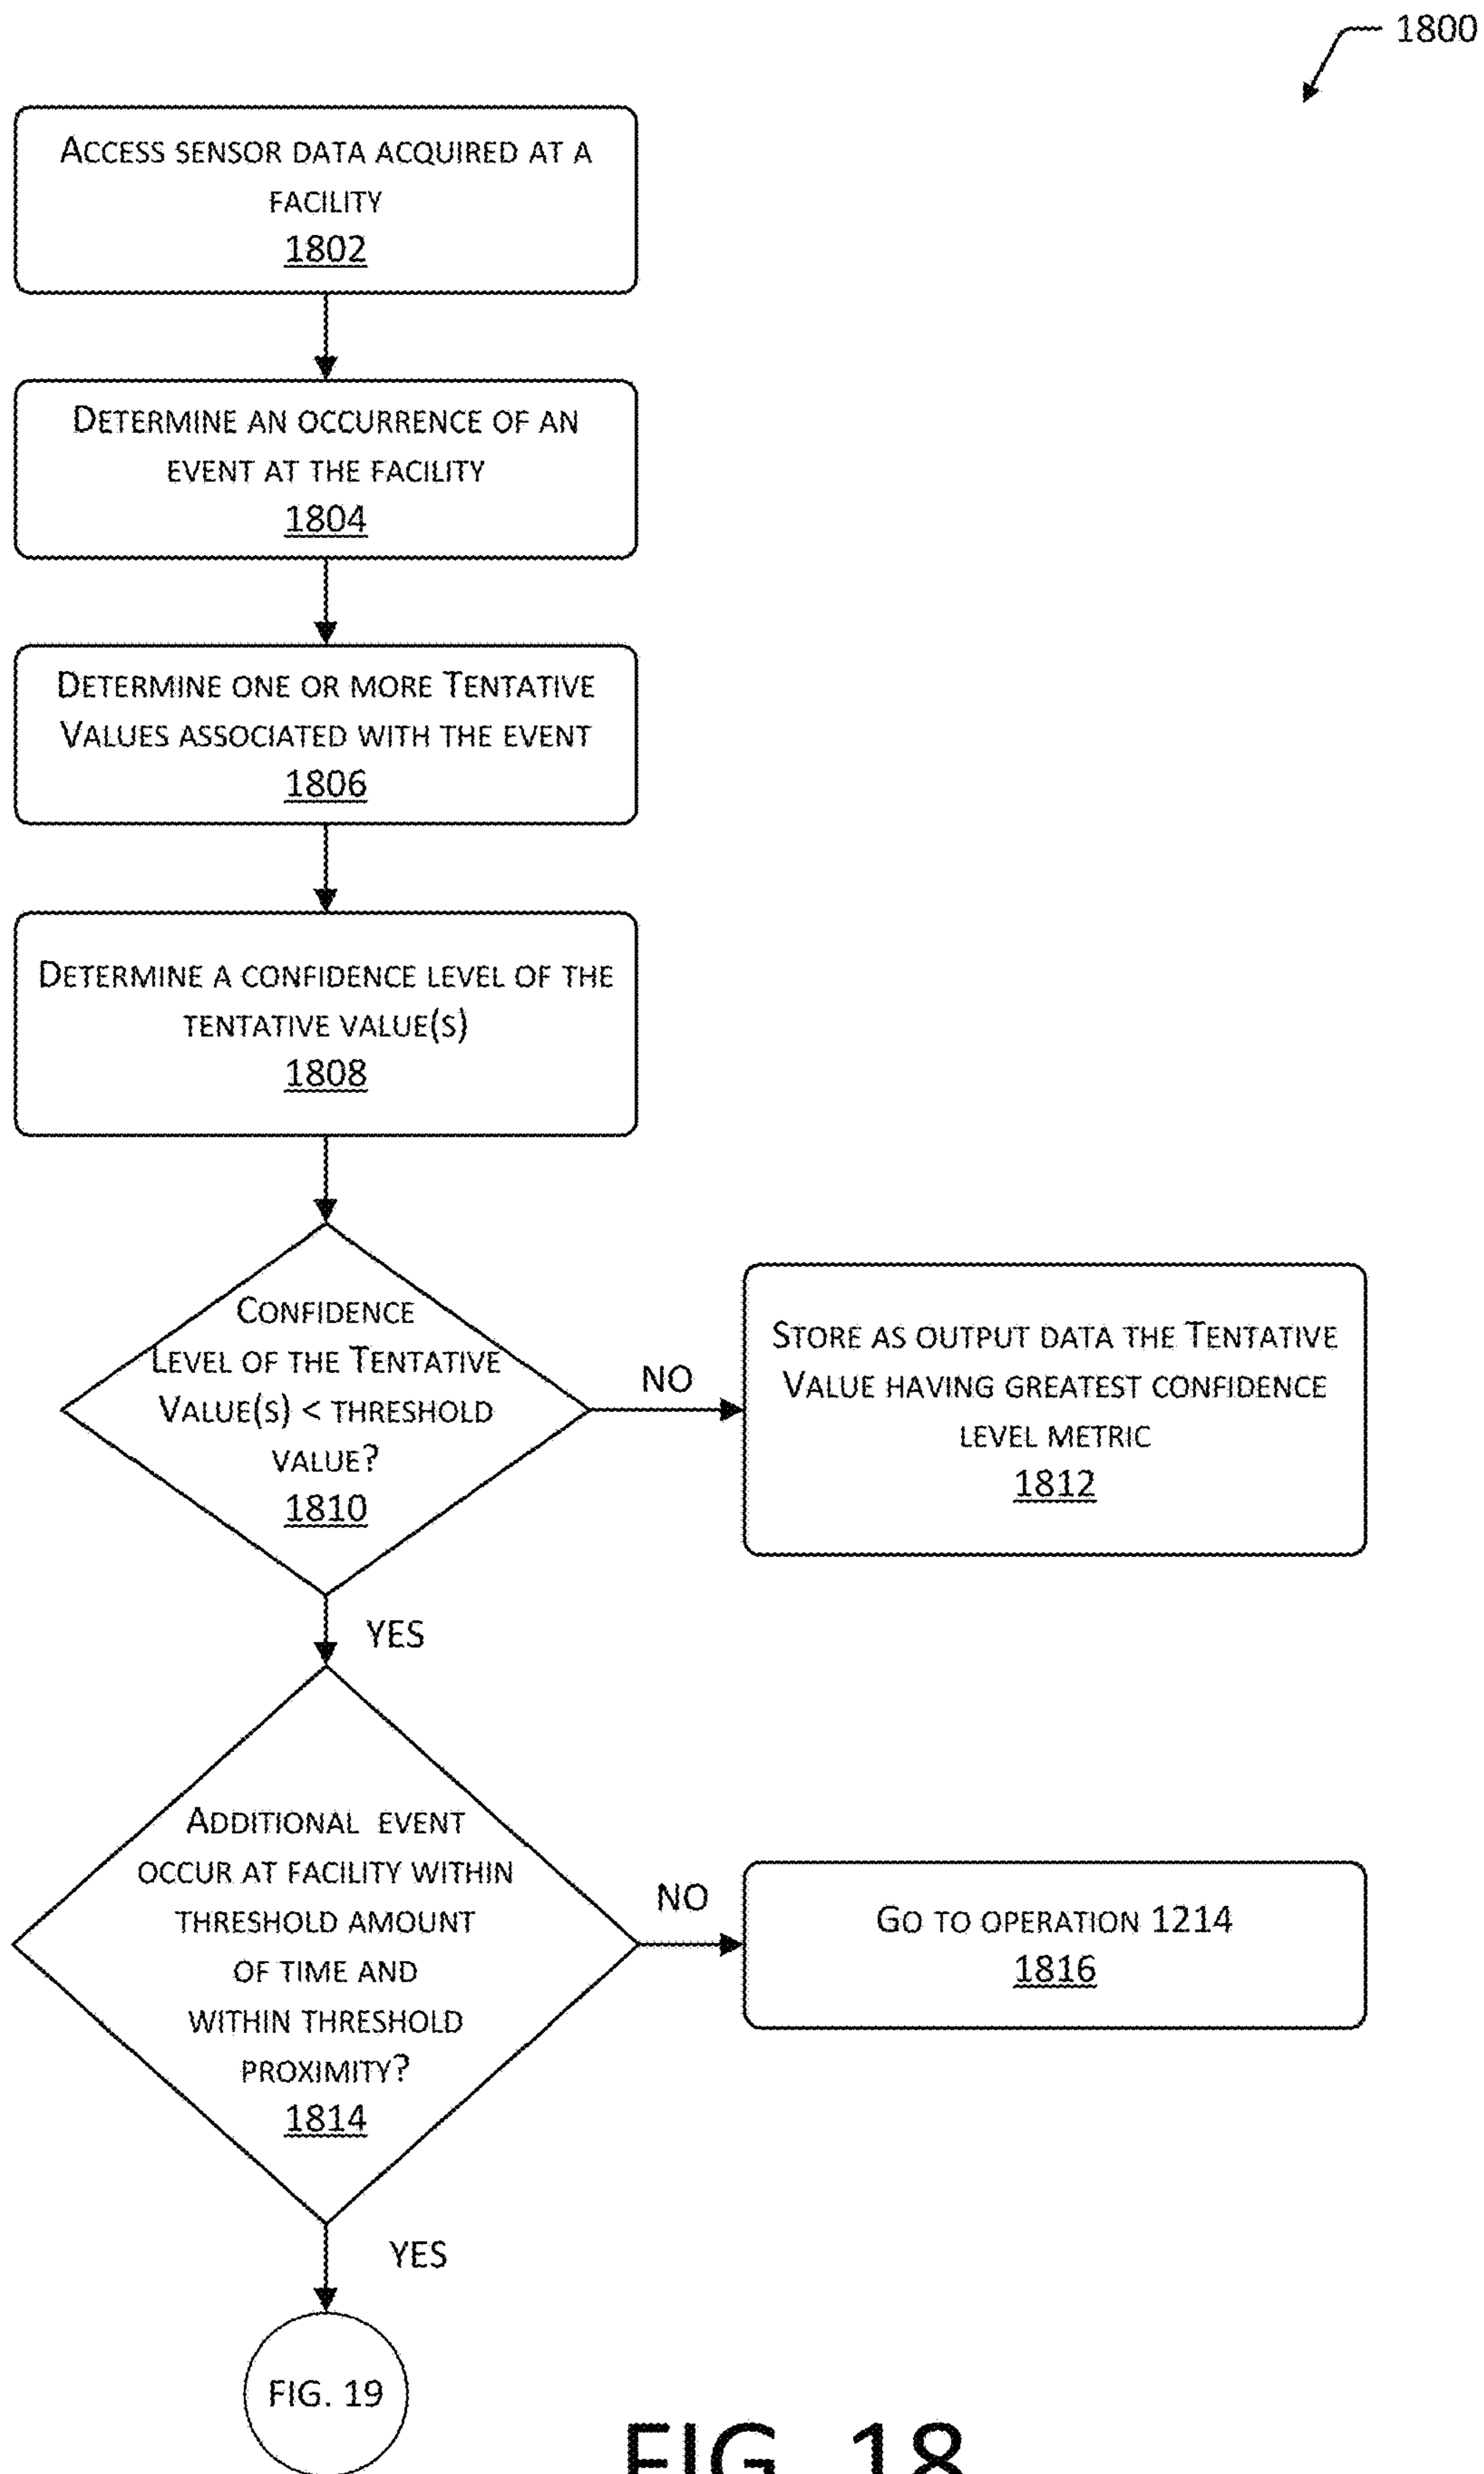 1800
ACCESS SENSOR DATA ACQUIRED AT A
FACILITY
1802
DETERMINE AN OCCURRENCE OF AN
EVENT AT THE FACILITY
1804
DETERMINE ONE OR MORE TENTATIVE
VALUES ASSOCIATED WITH THE EVENT
1806
DETERMINE A CONFIDENCE LEVEL OF THE
TENTATIVE VALUE(S)
1808
CONFIDENCE
LEVEL OF THE TENTATIVE
VALUE(S) < THRESHOLD
VALUE?
1810
NO
STORE AS OUTPUT DATA THE TENTATIVE
VALUE HAVING GREATEST CONFIDENCE
LEVEL METRIC
1812
YES
ADDITIONAL EVENT
OCCUR AT FACILITY WITHIN
THRESHOLD AMOUNT
OF TIME AND
WITHIN THRESHOLD
PROXIMITY?
1814
NO
GO TO OPERATION 1214
1816
YES
FIG. 19
FIG. 18